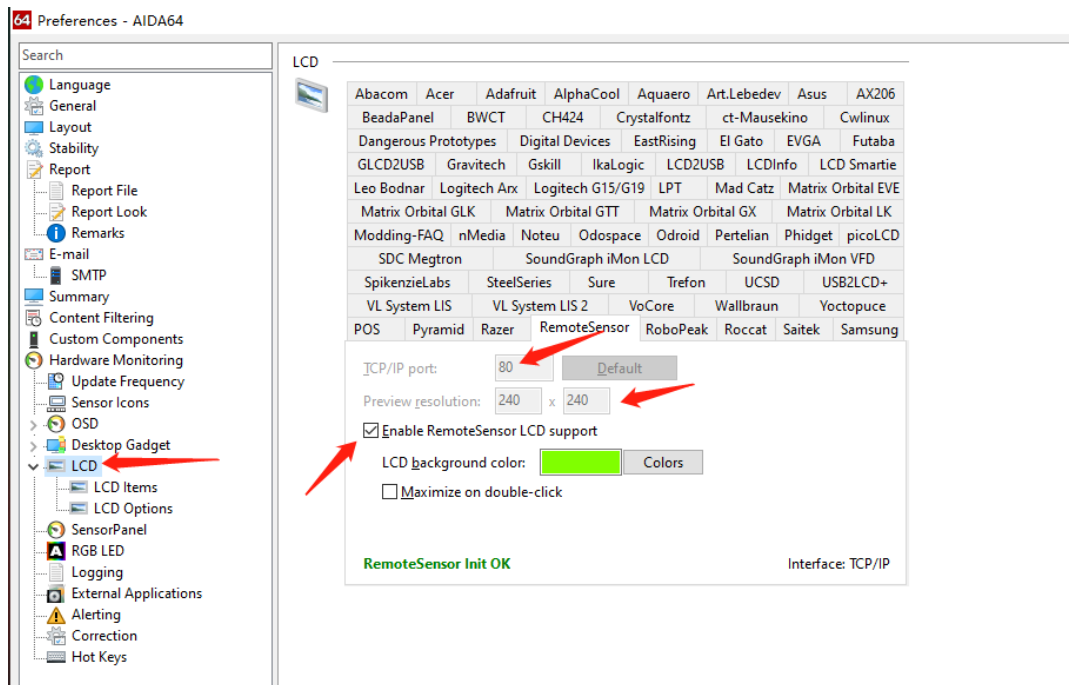 64 Preferences - AIDA64
Search
Language
General
Layout
Stability
Report
Report File
Report Look
Remarks
E-mail
SMTP
Summary
Content Filtering
Custom Components
Hardware Monitoring
Update Frequency
Sensor Icons
OSD
Desktop Gadget
LCD
LCD Items
LCD Options
SensorPanel
RGB LED
Logging
External Applications
Alerting
Correction
Hot Keys
LCD
Abacom Acer Adafruit AlphaCool Aquaero Art.Lebedev Asus AX206
BeadaPanel BWCT CH424 Crystalfontz ct-Mausekino Cwlinux
Dangerous Prototypes Digital Devices EastRising El Gato EVGA Futaba
GLCD2USB Gravitech Gskill IkaLogic LCD2USB LCDInfo LCD Smartie
Leo Bodnar Logitech Arx Logitech G15/G19 LPT Mad Catz Matrix Orbital EVE
Matrix Orbital GLK Matrix Orbital GTT Matrix Orbital GX Matrix Orbital LK
Modding-FAQ nMedia Noteu Odospace Odroid Pertelian Phidget picoLCD
SDC Megtron SoundGraph iMon LCD SoundGraph iMon VFD
SpikenzieLabs SteelSeries Sure Trefon UCSD USB2LCD+
VL System LIS VL System LIS 2 VoCore Wallbraun Yoctopuce
POS Pyramid Razer RemoteSensor RoboPeak Roccat Saitek Samsung
TCP/IP port: 80 Default
Preview resolution: 240 x 240
Enable RemoteSensor LCD support
LCD background color: Colors
Maximize on double-click
RemoteSensor Init OK Interface: TCP/IP